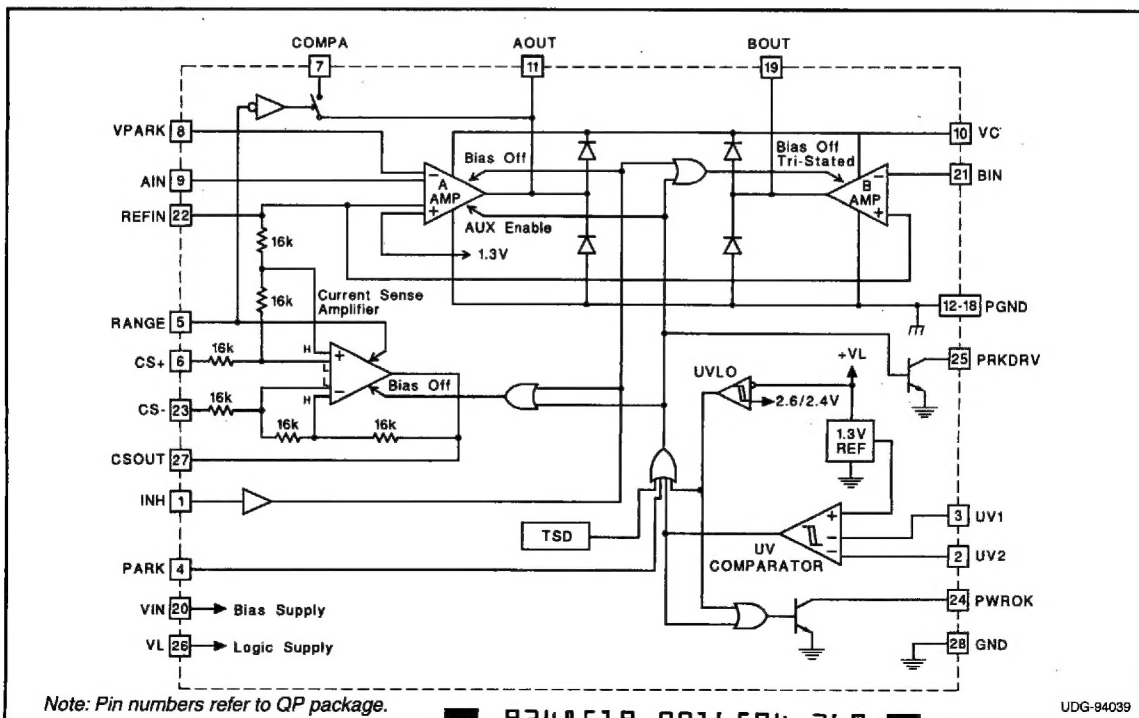 COMPA AOUT BOUT
7 11 19
VPARK 8
AIN 9
REFIN 22
RANGE 5
CS+ 6
CS- 23
CSOUT 27
INH 1
PARK 4
VIN 20 Bias Supply
VL 26 Logic Supply
10 VC
21 BIN
12-18 PGND
25 PRKDRV
3 UV1
2 UV2
24 PWROK
28 GND
Bias Off
− A AMP +
AUX Enable
1.3V
Bias Off
Tri-Stated
− B AMP +
16k
16k
Current Sense
Amplifier
16k
H +
L
L
− H
Bias Off
16k
16k
16k
UVLO
+VL
2.6/2.4V
1.3V
REF
TSD
+
−
−
UV
COMPARATOR
Note: Pin numbers refer to QP package.
UDG-94039